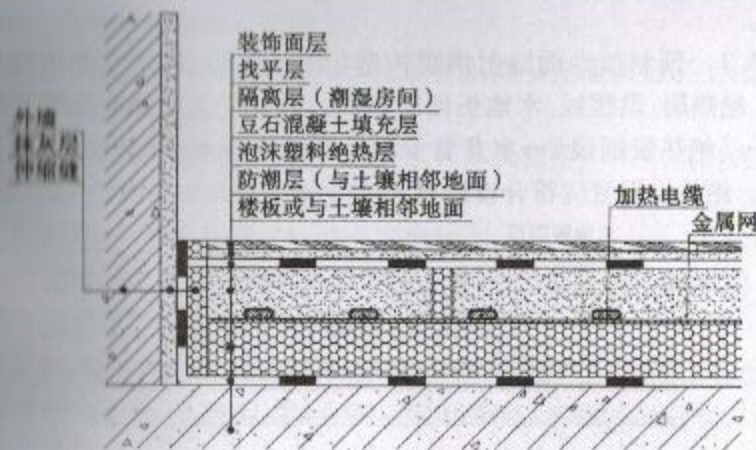 装饰面层
找平层
隔离层（潮湿房间）
豆石混凝土填充层
泡沫塑料绝热层
防潮层（与土壤相邻地面）
楼板或与土壤相邻地面
外墙
抹灰层
伸缩缝
加热电缆
金属网